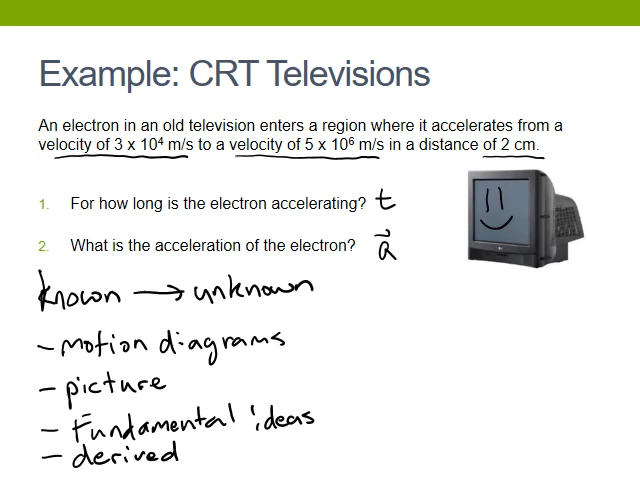 Example: CRT Televisions
An electron in an old television enters a region where it accelerates from a
velocity of 3 x 10⁴ m/s to a velocity of 5 x 10⁶ m/s in a distance of 2 cm.
1. For how long is the electron accelerating? t
2. What is the acceleration of the electron? a⃗
known → unknown
- motion diagrams
- picture
- Fundamental ideas
- derived